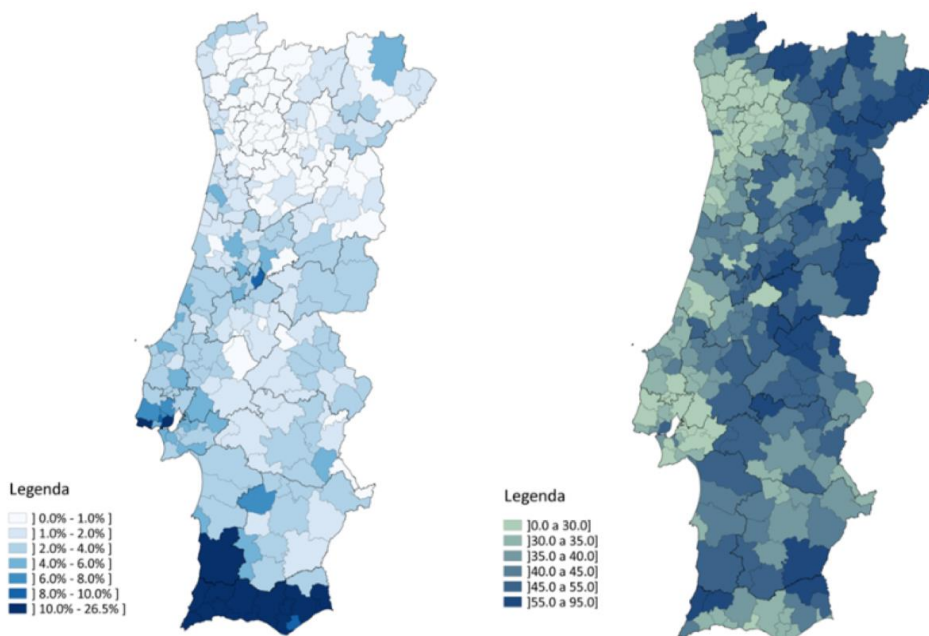 Legenda
] 0.0% - 1.0% ]
] 1.0% - 2.0% ]
] 2.0% - 4.0% ]
] 4.0% - 6.0% ]
] 6.0% - 8.0% ]
] 8.0% - 10.0% ]
] 10.0% - 26.5% ]
Legenda
]0.0 a 30.0]
]30.0 a 35.0]
]35.0 a 40.0]
]40.0 a 45.0]
]45.0 a 55.0]
]55.0 a 95.0]